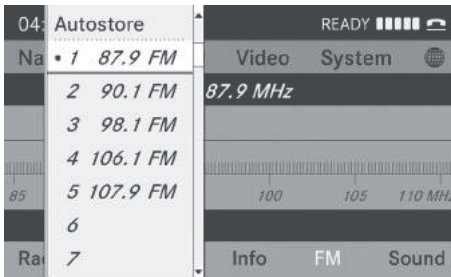 04: Autostore READY
Na • 1 87.9 FM Video System
2 90.1 FM 87.9 MHz
3 98.1 FM
4 106.1 FM
85 5 107.9 FM 100 105 110 MHz
6
Ra 7 Info FM Sound